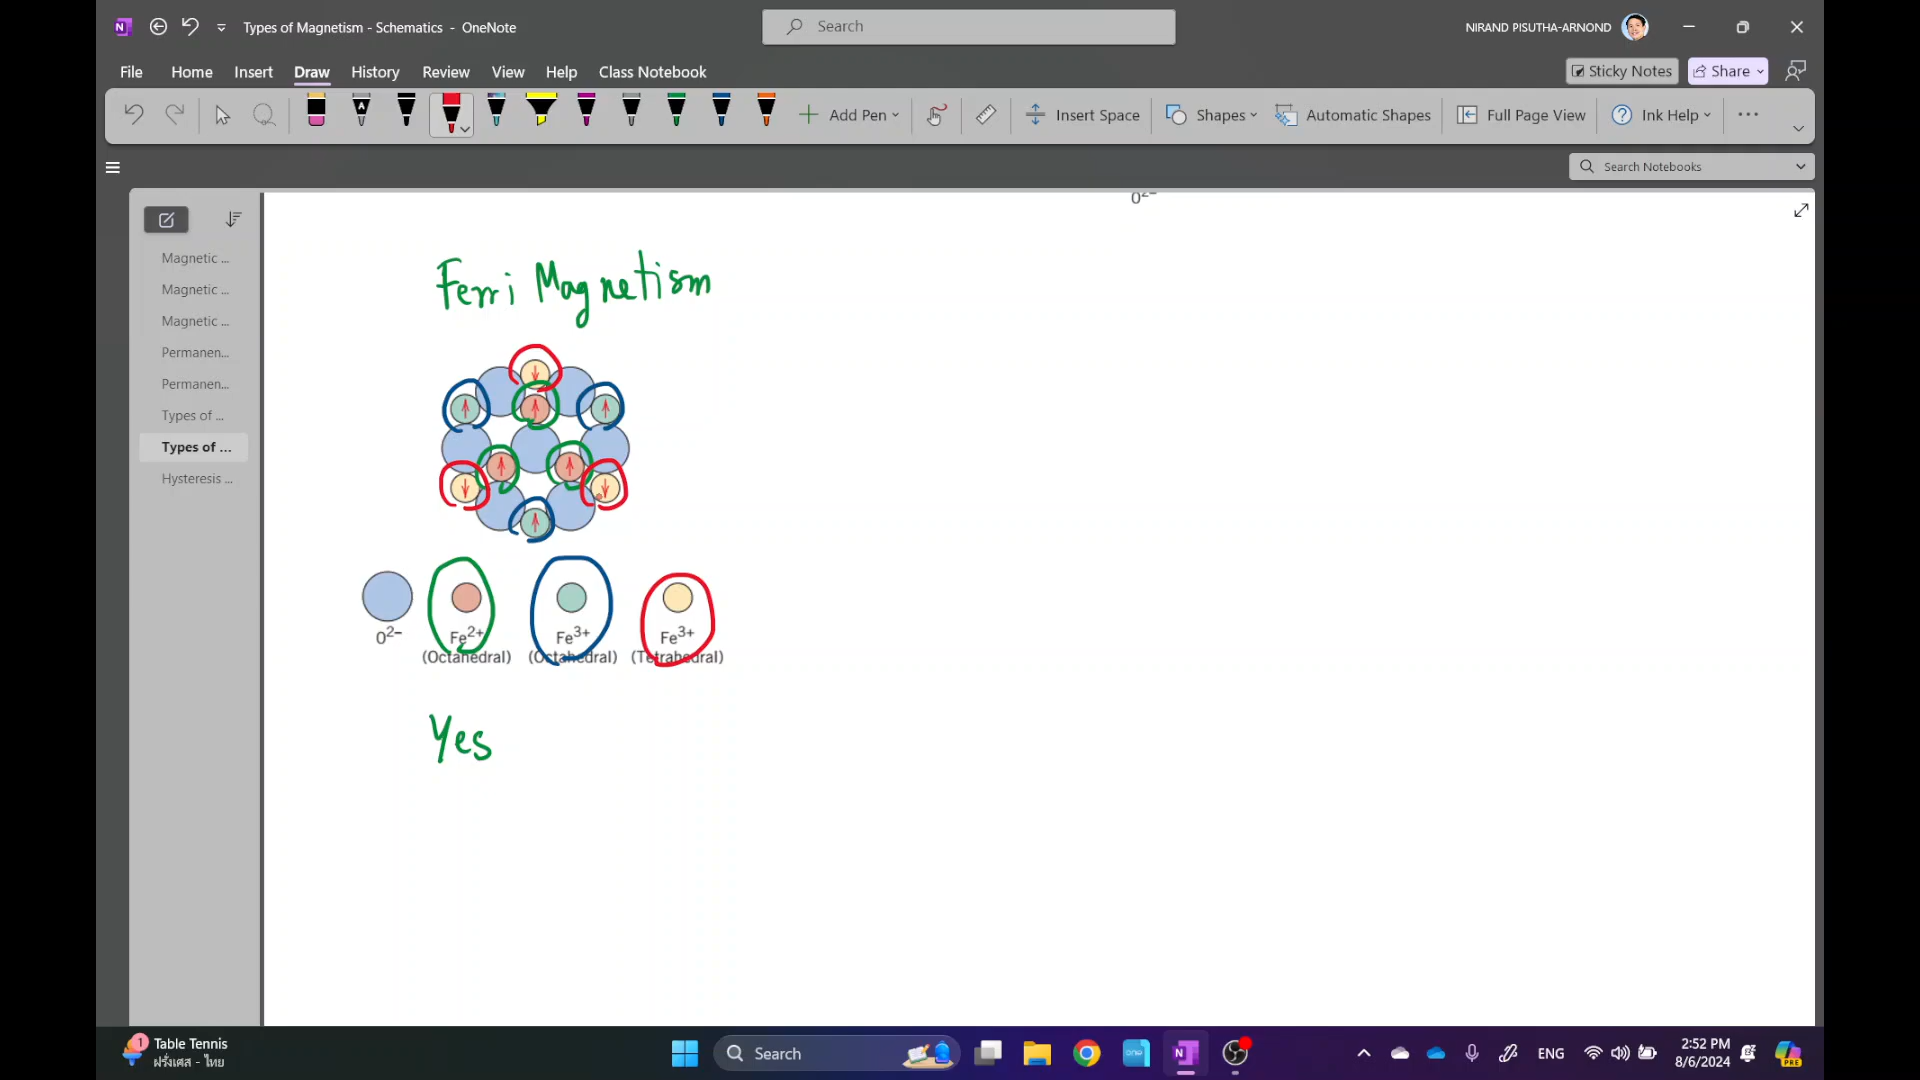 Types of Magnetism - Schematics - OneNote
Search
NIRAND PISUTHA-ARNOND
File Home Insert Draw History Review View Help Class Notebook
Sticky Notes Share
Add Pen Insert Space Shapes Automatic Shapes Full Page View Ink Help
Search Notebooks
Magnetic ...
Magnetic ...
Magnetic ...
Permanen...
Permanen...
Types of ...
Types of ...
Hysteresis ...
O2−
Ferri Magnetism
O2− Fe2+ Fe3+ Fe3+
(Octahedral) (Octahedral) (Tetrahedral)
Yes
1 Table Tennis
ฝรั่งเศส - ไทย
Search
ENG
2:52 PM
8/6/2024
PRE